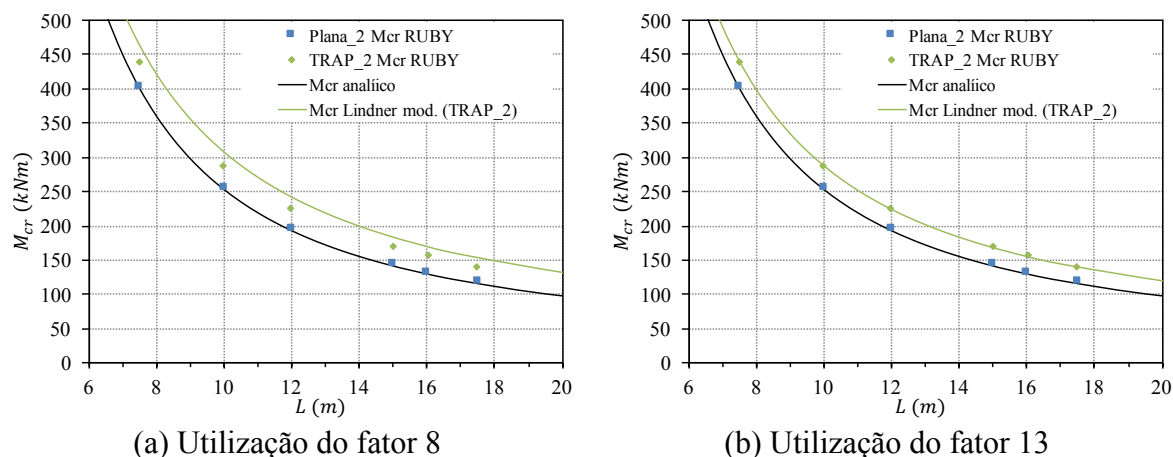 500
450
400
350
300
250
200
150
100
50
0
M_cr (kNm)
Plana_2 Mcr RUBY
TRAP_2 Mcr RUBY
Mcr analíico
Mcr Lindner mod. (TRAP_2)
6 8 10 12 14 16 18 20
L (m)
(a) Utilização do fator 8
500
450
400
350
300
250
200
150
100
50
0
M_cr (kNm)
Plana_2 Mcr RUBY
TRAP_2 Mcr RUBY
Mcr analíico
Mcr Lindner mod. (TRAP_2)
6 8 10 12 14 16 18 20
L (m)
(b) Utilização do fator 13